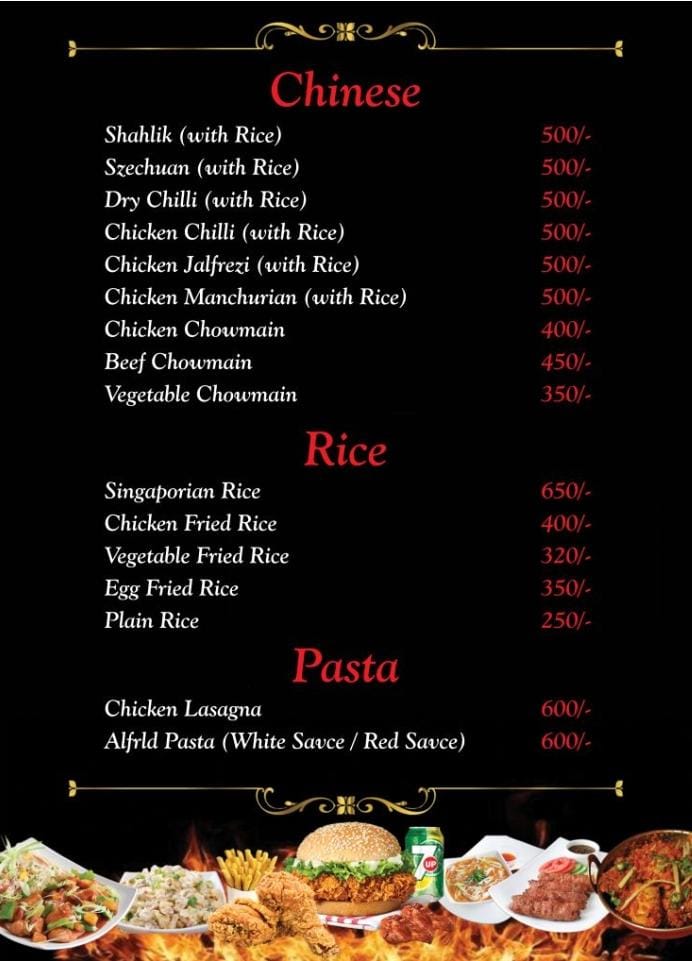 Chinese
Shahlik (with Rice) 500/-
Szechuan (with Rice) 500/-
Dry Chilli (with Rice) 500/-
Chicken Chilli (with Rice) 500/-
Chicken Jalfrezi (with Rice) 500/-
Chicken Manchurian (with Rice) 500/-
Chicken Chowmain 400/-
Beef Chowmain 450/-
Vegetable Chowmain 350/-
Rice
Singaporian Rice 650/-
Chicken Fried Rice 400/-
Vegetable Fried Rice 320/-
Egg Fried Rice 350/-
Plain Rice 250/-
Pasta
Chicken Lasagna 600/-
Alfrld Pasta (White Savce / Red Savce) 600/-
7 UP